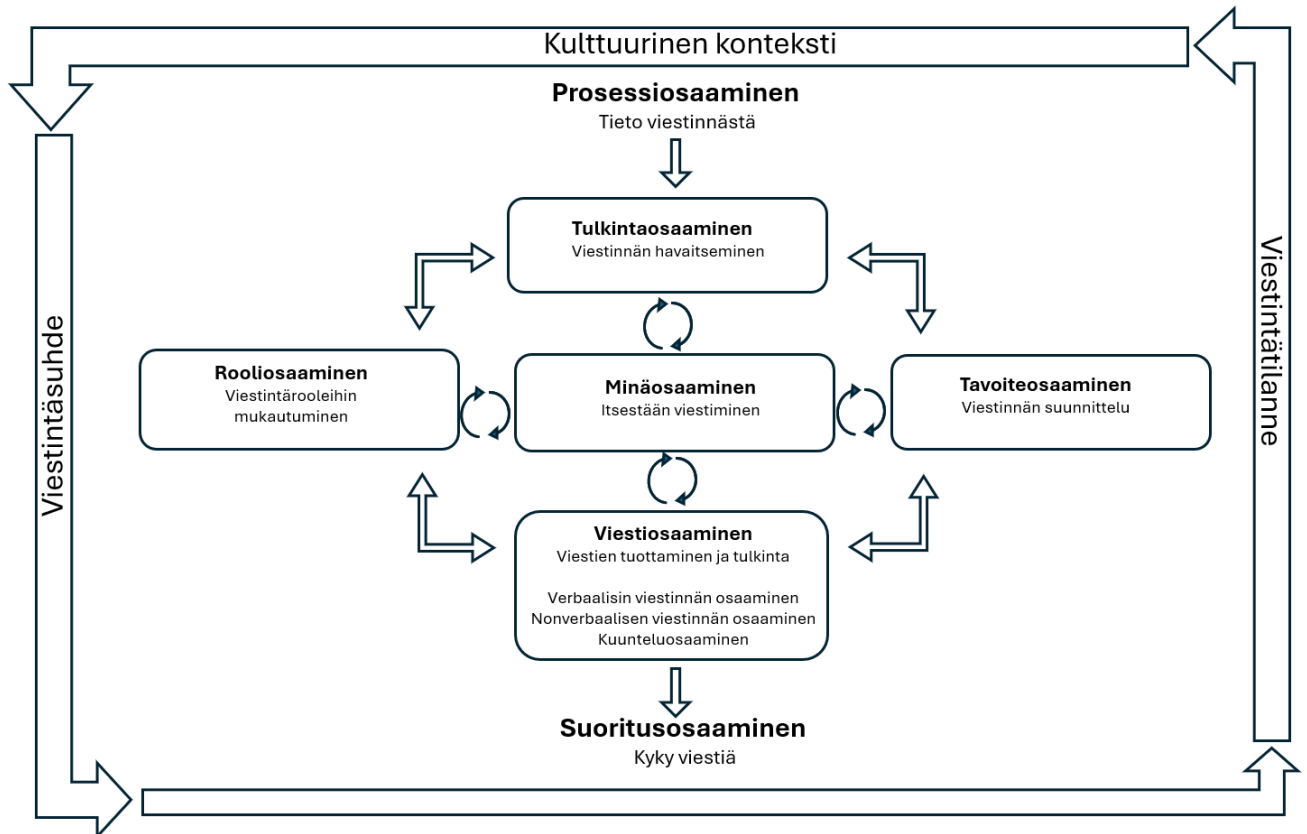 Kulttuurinen konteksti
Prosessiosaaminen
Tieto viestinnästä
Tulkintaosaaminen
Viestinnän havaitseminen
Viestintäsuhde
Rooliosaaminen
Viestintärooleihin
mukautuminen
Minäosaaminen
Itsestään viestiminen
Tavoiteosaaminen
Viestinnän suunnittelu
Viestintätilanne
Viestiosaaminen
Viestien tuottaminen ja tulkinta
Verbaalisin viestinnän osaaminen
Nonverbaalisen viestinnän osaaminen
Kuunteluosaaminen
Suoritusosaaminen
Kyky viestiä